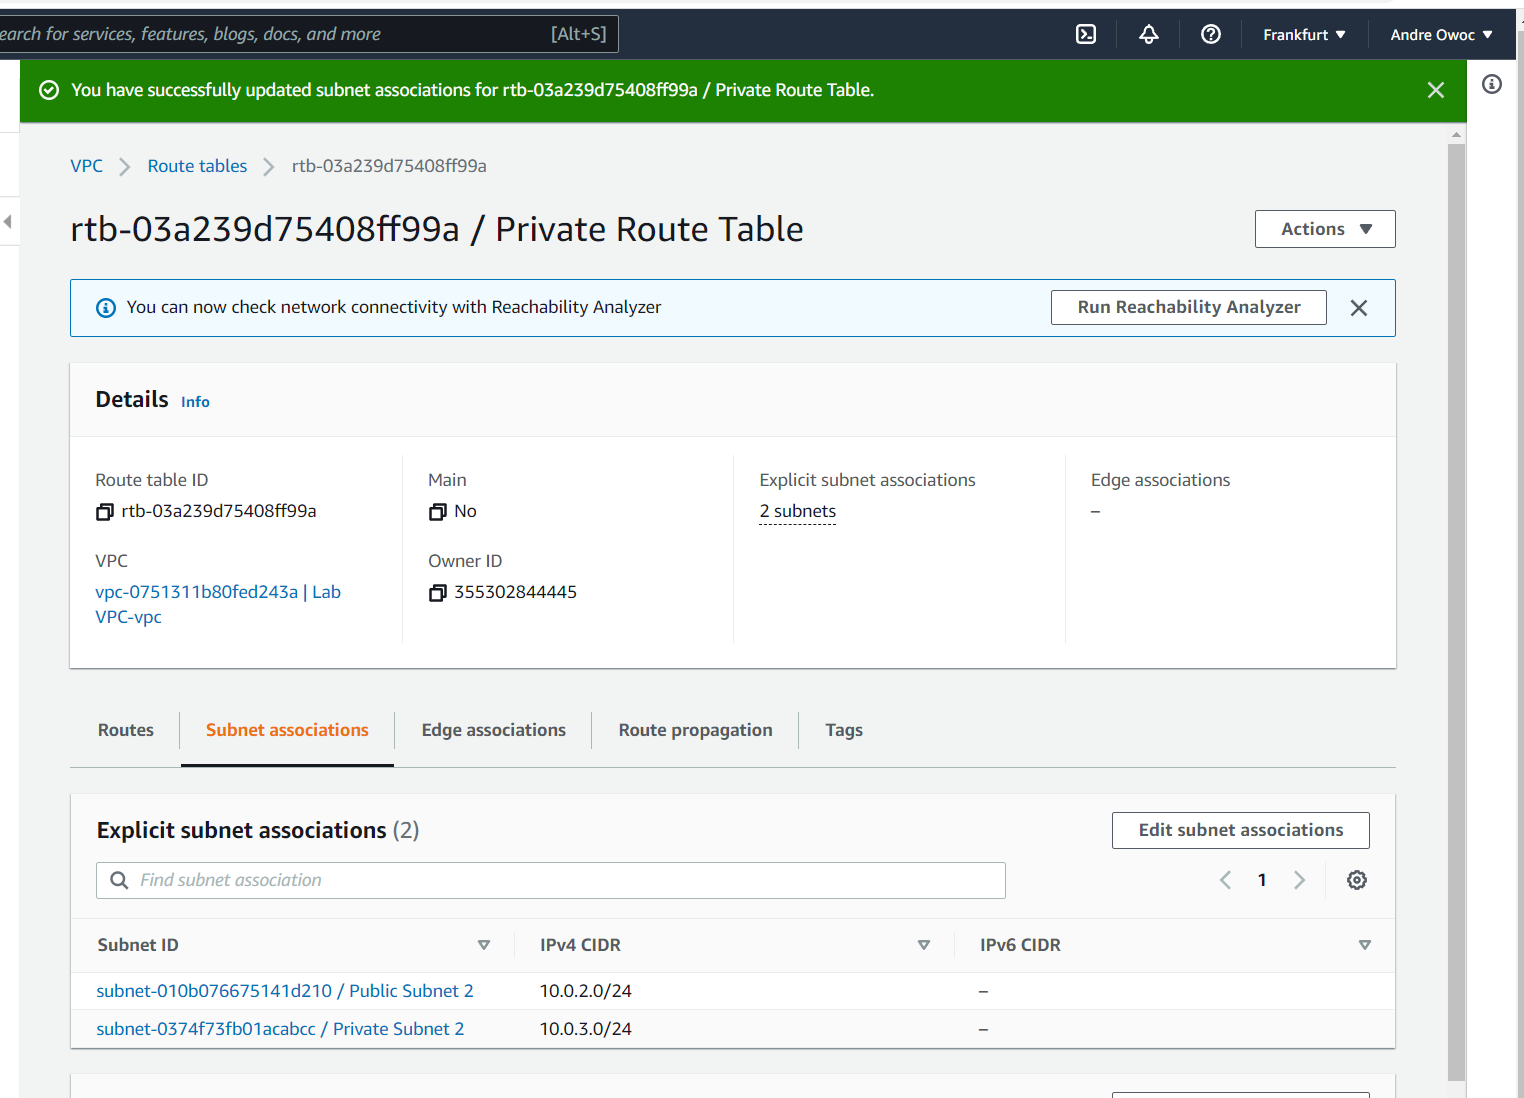 earch for services, features, blogs, docs, and more [Alt+S] Frankfurt Andre Owoc
You have successfully updated subnet associations for rtb-03a239d75408ff99a / Private Route Table.
VPC Route tables rtb-03a239d75408ff99a
rtb-03a239d75408ff99a / Private Route Table Actions
You can now check network connectivity with Reachability Analyzer Run Reachability Analyzer
Details Info
Route table ID Main Explicit subnet associations Edge associations
rtb-03a239d75408ff99a No 2 subnets –
VPC Owner ID
vpc-0751311b80fed243a | Lab 355302844445
VPC-vpc
Routes Subnet associations Edge associations Route propagation Tags
Explicit subnet associations (2) Edit subnet associations
Find subnet association 1
Subnet ID IPv4 CIDR IPv6 CIDR
subnet-010b076675141d210 / Public Subnet 2 10.0.2.0/24 –
subnet-0374f73fb01acabcc / Private Subnet 2 10.0.3.0/24 –